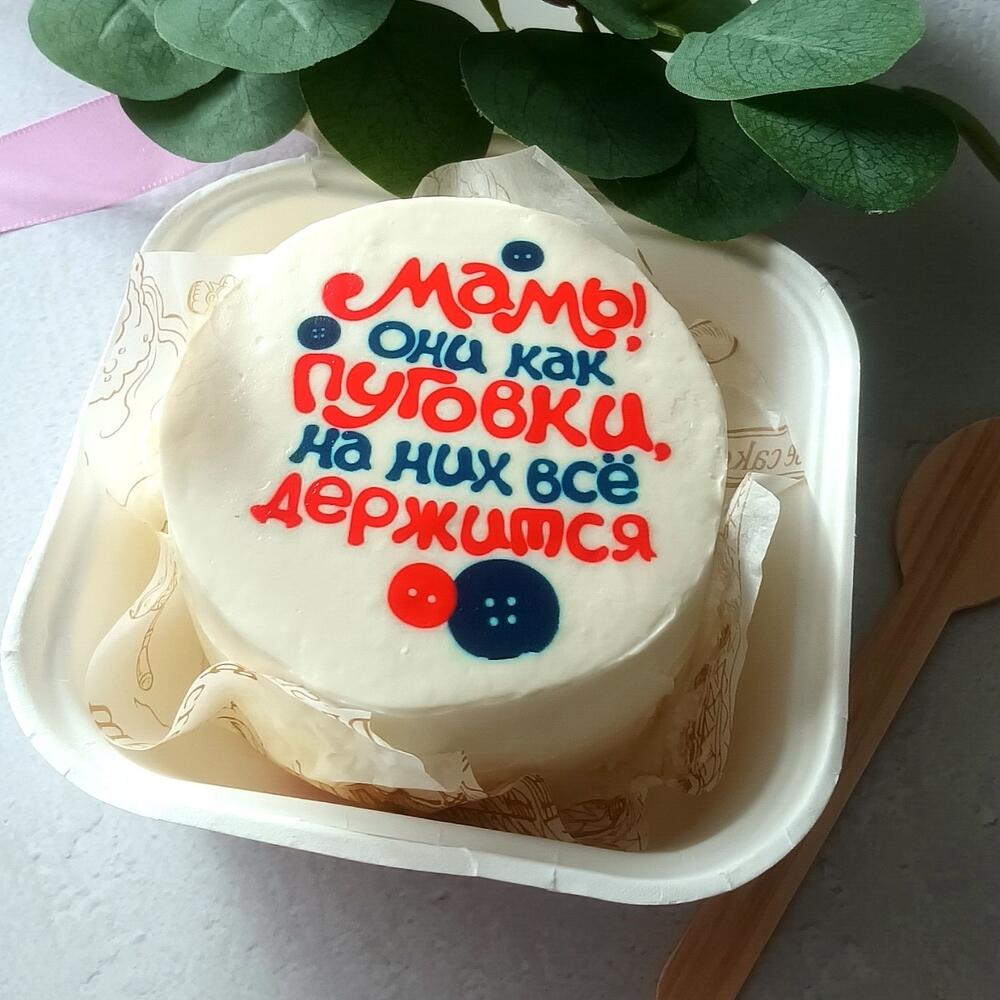 Мамы,
они как
пуговки,
на них всё
держится